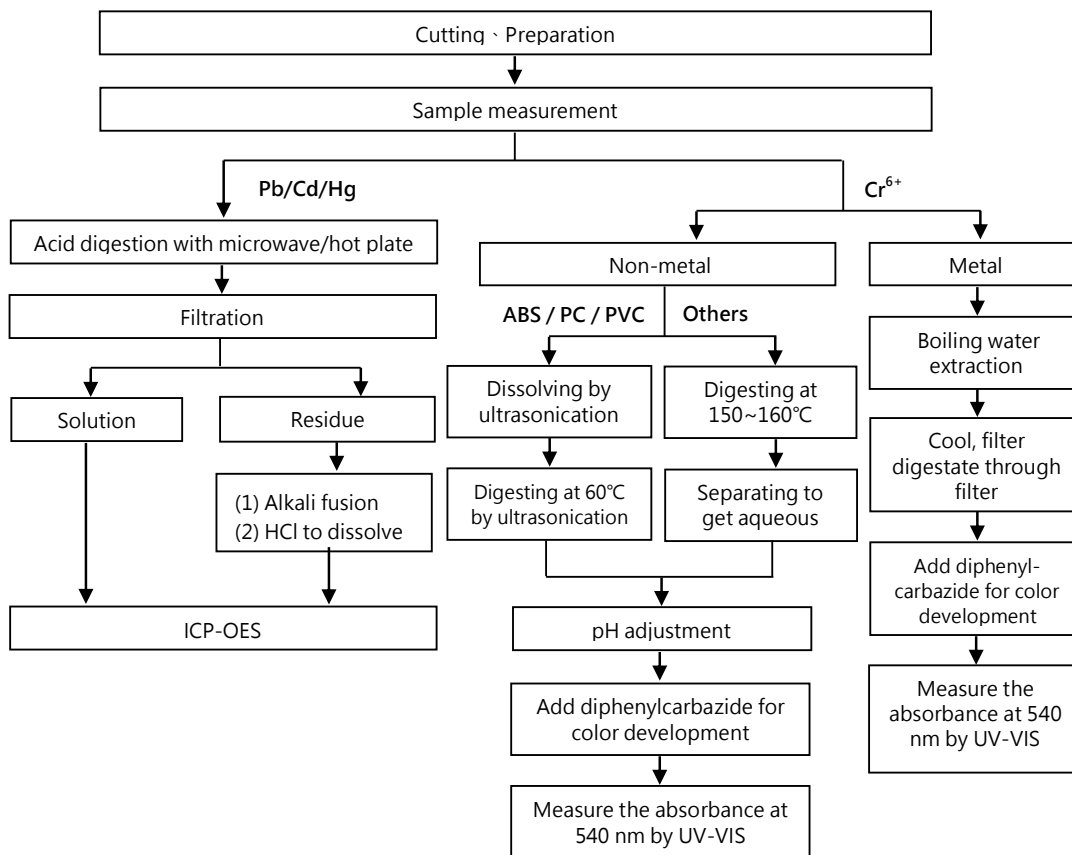 Cutting、Preparation
Sample measurement
Pb/Cd/Hg
Cr6+
Acid digestion with microwave/hot plate
Filtration
Solution
Residue
(1) Alkali fusion
(2) HCl to dissolve
ICP-OES
Non-metal
ABS / PC / PVC
Others
Dissolving by
ultrasonication
Digesting at 60℃
by ultrasonication
Digesting at
150~160℃
Separating to
get aqueous
pH adjustment
Add diphenylcarbazide for
color development
Measure the absorbance at
540 nm by UV-VIS
Metal
Boiling water
extraction
Cool, filter
digestate through
filter
Add diphenyl-
carbazide for color
development
Measure the
absorbance at 540
nm by UV-VIS